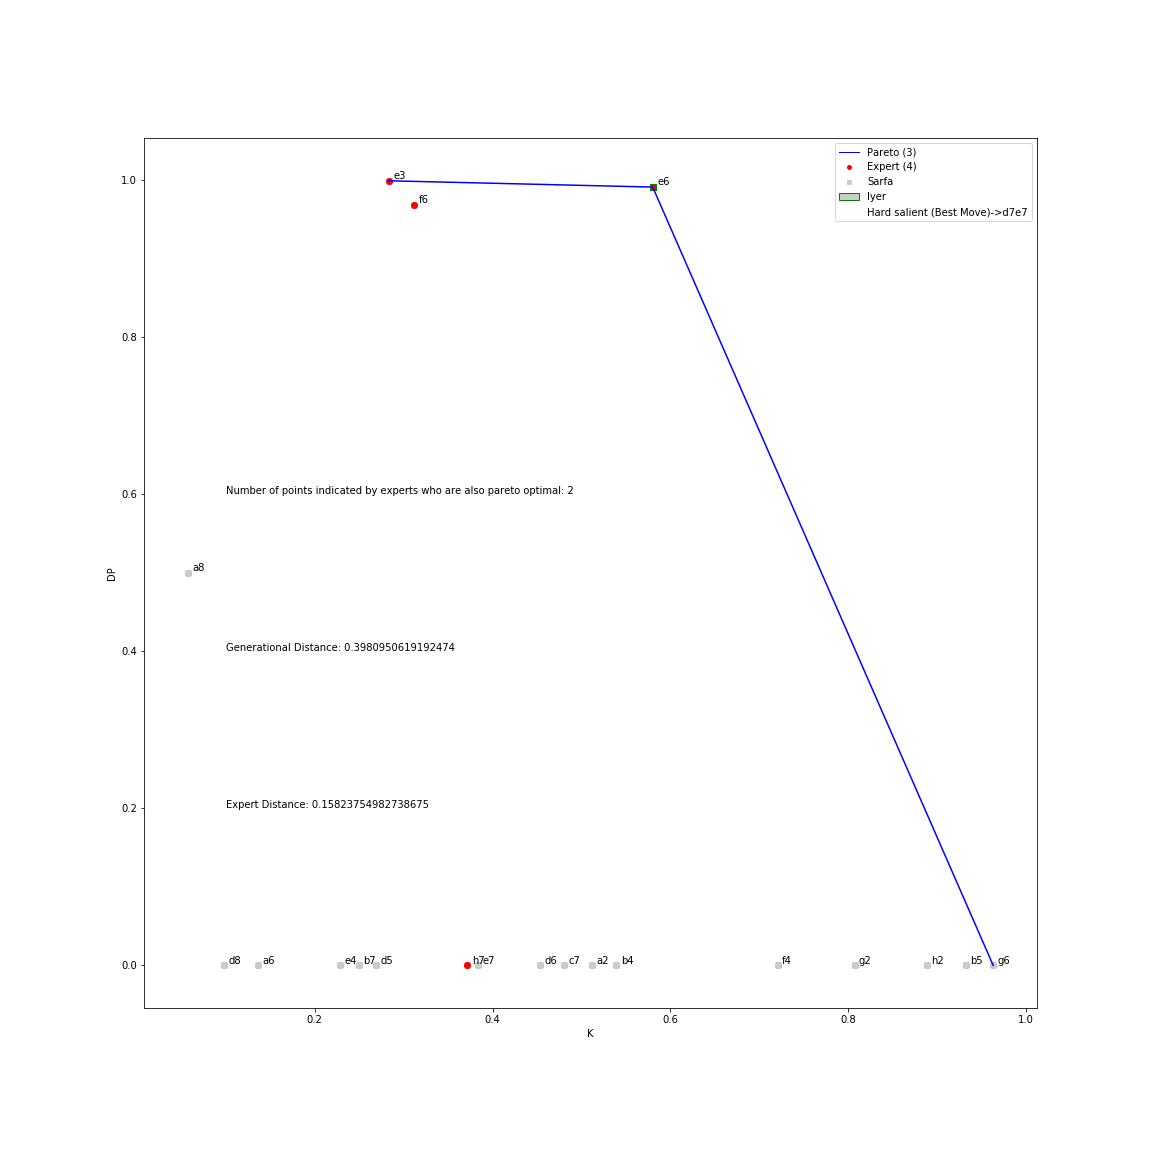 Pareto (3)
Expert (4)
Sarfa
Iyer
Hard salient (Best Move)->d7e7
1.0
e3
e6
f6
0.8
Number of points indicated by experts who are also pareto optimal: 2
0.6
DP
a8
Generational Distance: 0.3980950619192474
0.4
Expert Distance: 0.15823754982738675
0.2
0.0
d8 a6 e4 b7 d5 h7 e7 d6 c7 a2 b4 f4 g2 h2 b5 g6
0.2 0.4 0.6 0.8 1.0
K